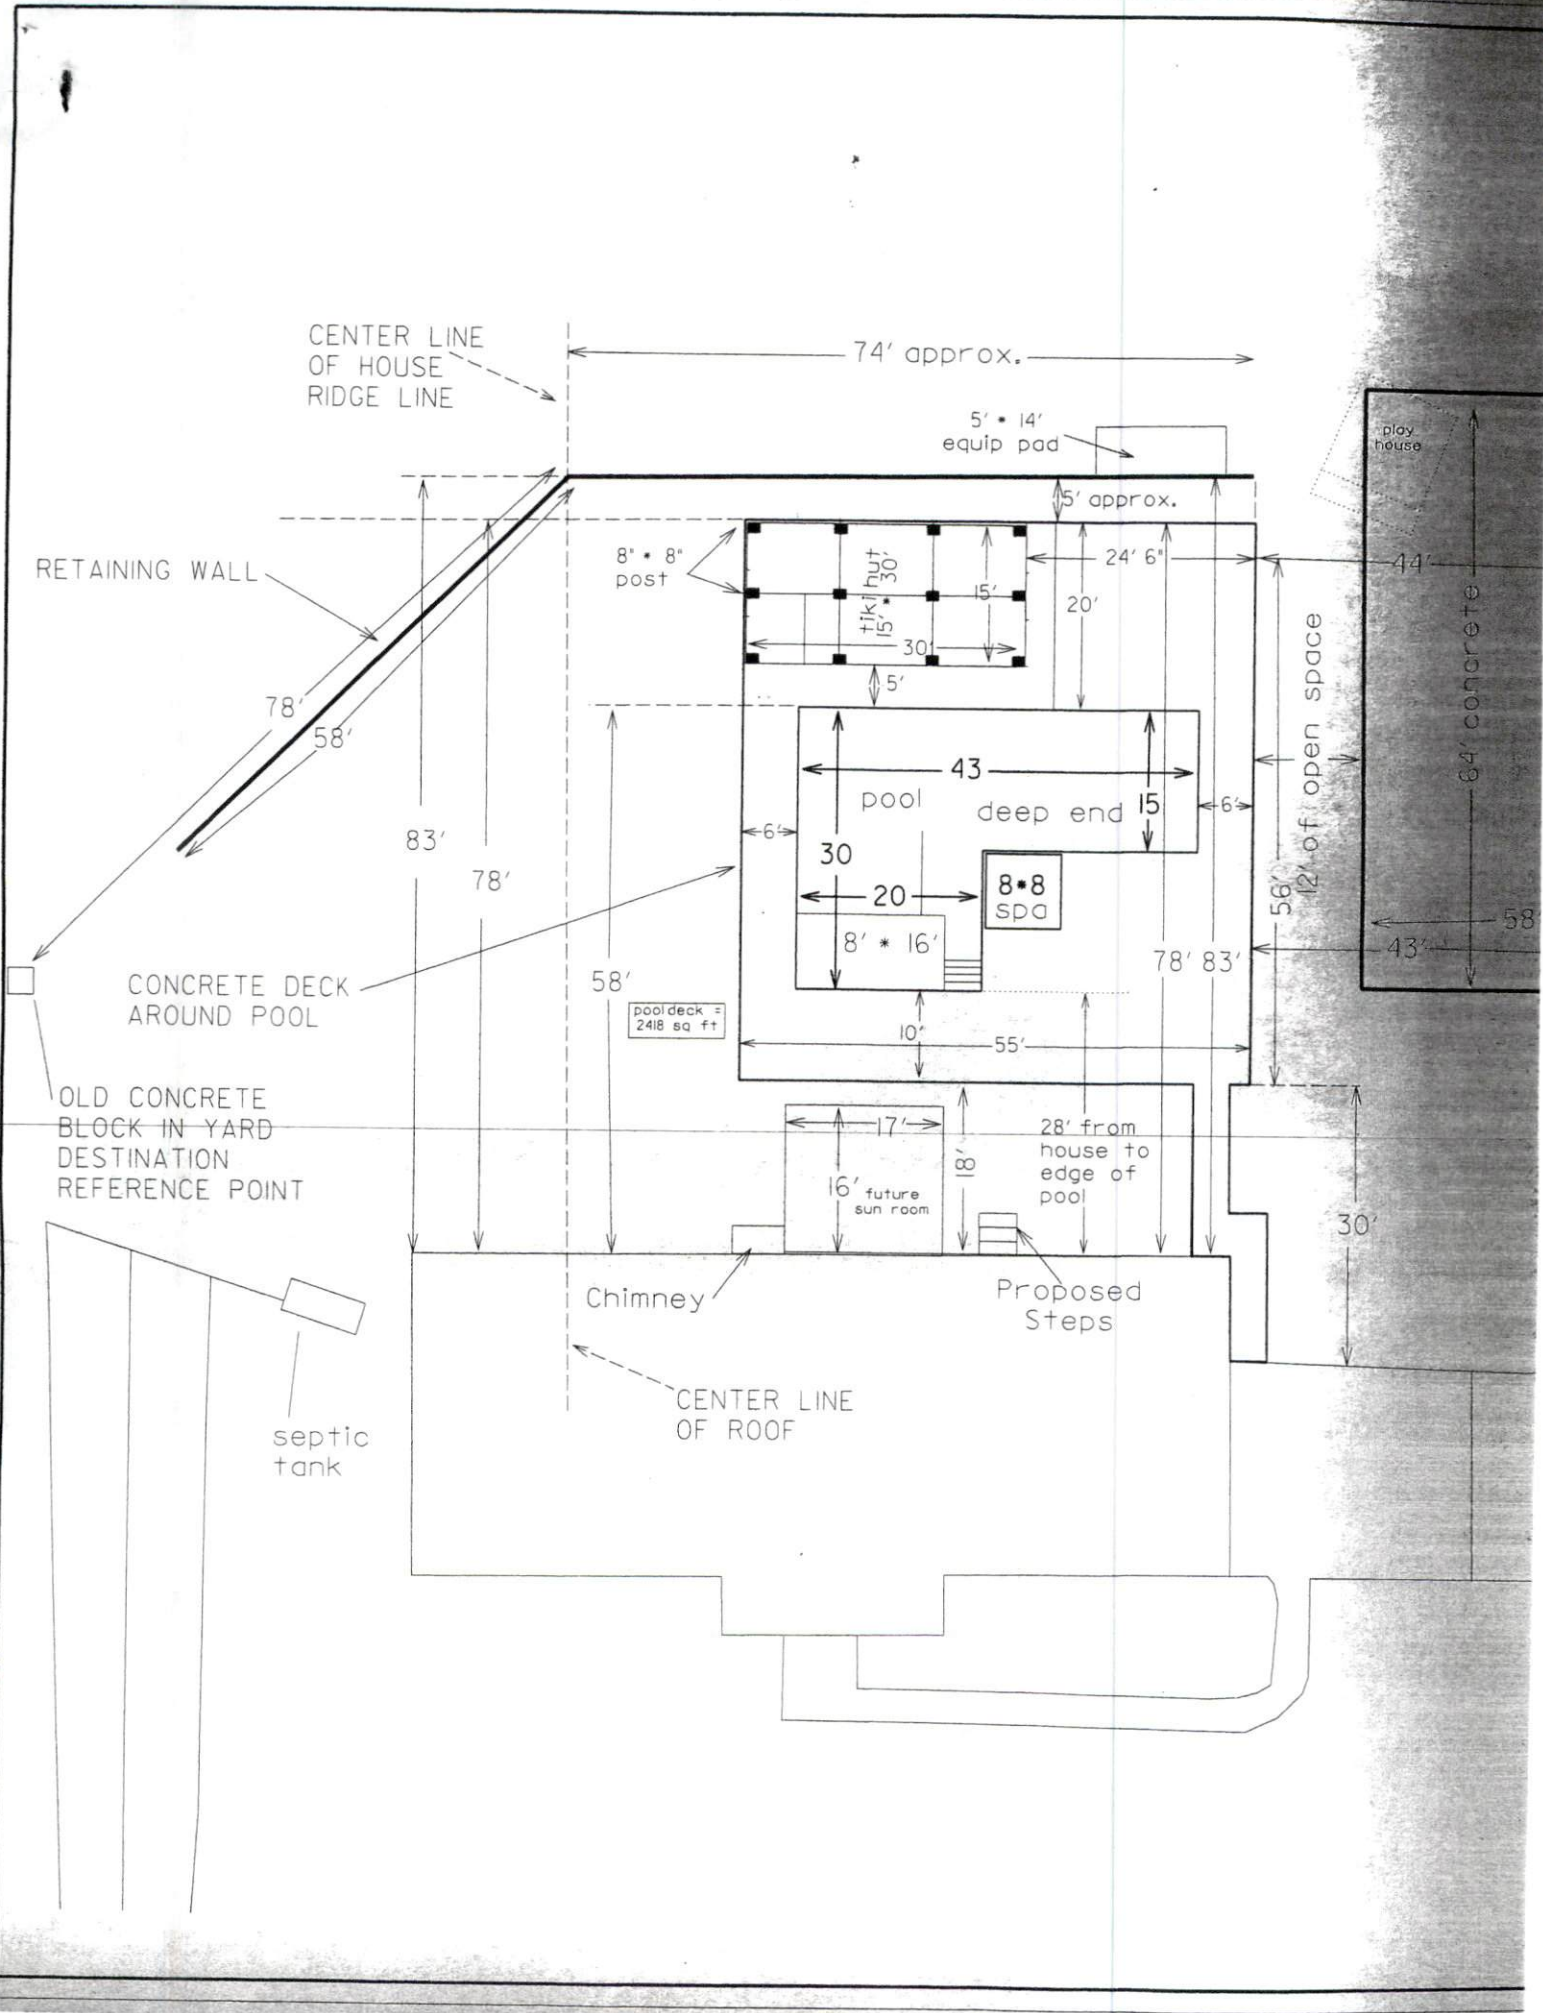 CENTER LINE
OF HOUSE
RIDGE LINE
74' approx.
5' * 14'
equip pad
play
house
5' approx.
RETAINING WALL
8" * 8"
post
tiki hut
15' * 30'
15'
30'
24' 6"
20'
44'
5'
64' concrete
12' of open space
78'
58'
43
pool
deep end
15
6'
6'
83'
78'
30
20
8*8
spa
56'
58'
8' * 16'
43'
78'
83'
58'
CONCRETE DECK
AROUND POOL
pool deck =
2418 sq ft
10'
55'
OLD CONCRETE
BLOCK IN YARD
DESTINATION
REFERENCE POINT
17'
16'
future
sun room
18'
28' from
house to
edge of
pool
30'
Chimney
Proposed
Steps
CENTER LINE
OF ROOF
septic
tank